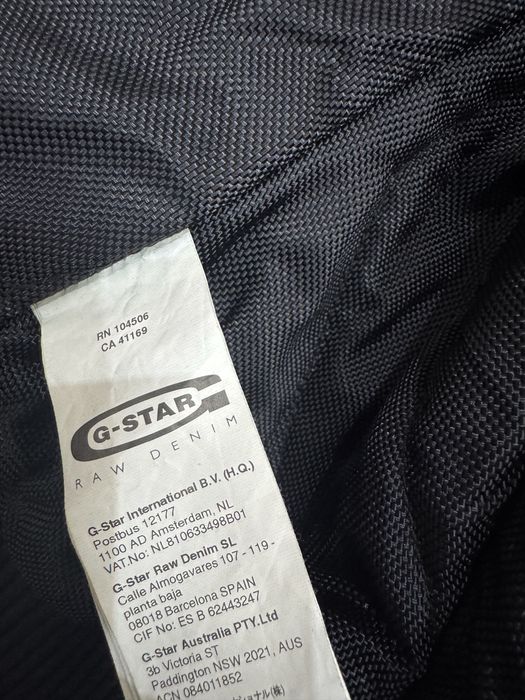 RN 104506
CA 41169
G-STAR
RAW DENIM
G-Star International B.V. (H.Q.)
Postbus 12177
1100 AD Amsterdam, NL
VAT.No: NL810633498B01
G-Star Raw Denim SL
Calle Almogavares 107 - 119 -
planta baja
08018 Barcelona SPAIN
CIF No: ES B 62443247
G-Star Australia PTY.Ltd
3b Victoria ST
Paddington NSW 2021, AUS
ACN 084011852